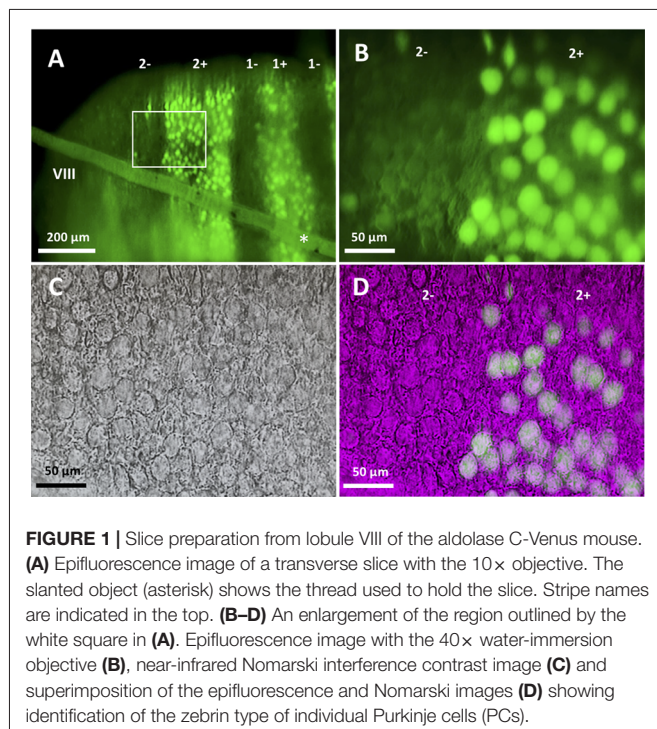 A
2- 2+ 1- 1+ 1-
VIII
200 µm
*
B
2- 2+
50 µm
C
50 µm
D
2- 2+
50 µm
FIGURE 1 | Slice preparation from lobule VIII of the aldolase C-Venus mouse.
(A) Epifluorescence image of a transverse slice with the 10× objective. The
slanted object (asterisk) shows the thread used to hold the slice. Stripe names
are indicated in the top. (B–D) An enlargement of the region outlined by the
white square in (A). Epifluorescence image with the 40× water-immersion
objective (B), near-infrared Nomarski interference contrast image (C) and
superimposition of the epifluorescence and Nomarski images (D) showing
identification of the zebrin type of individual Purkinje cells (PCs).